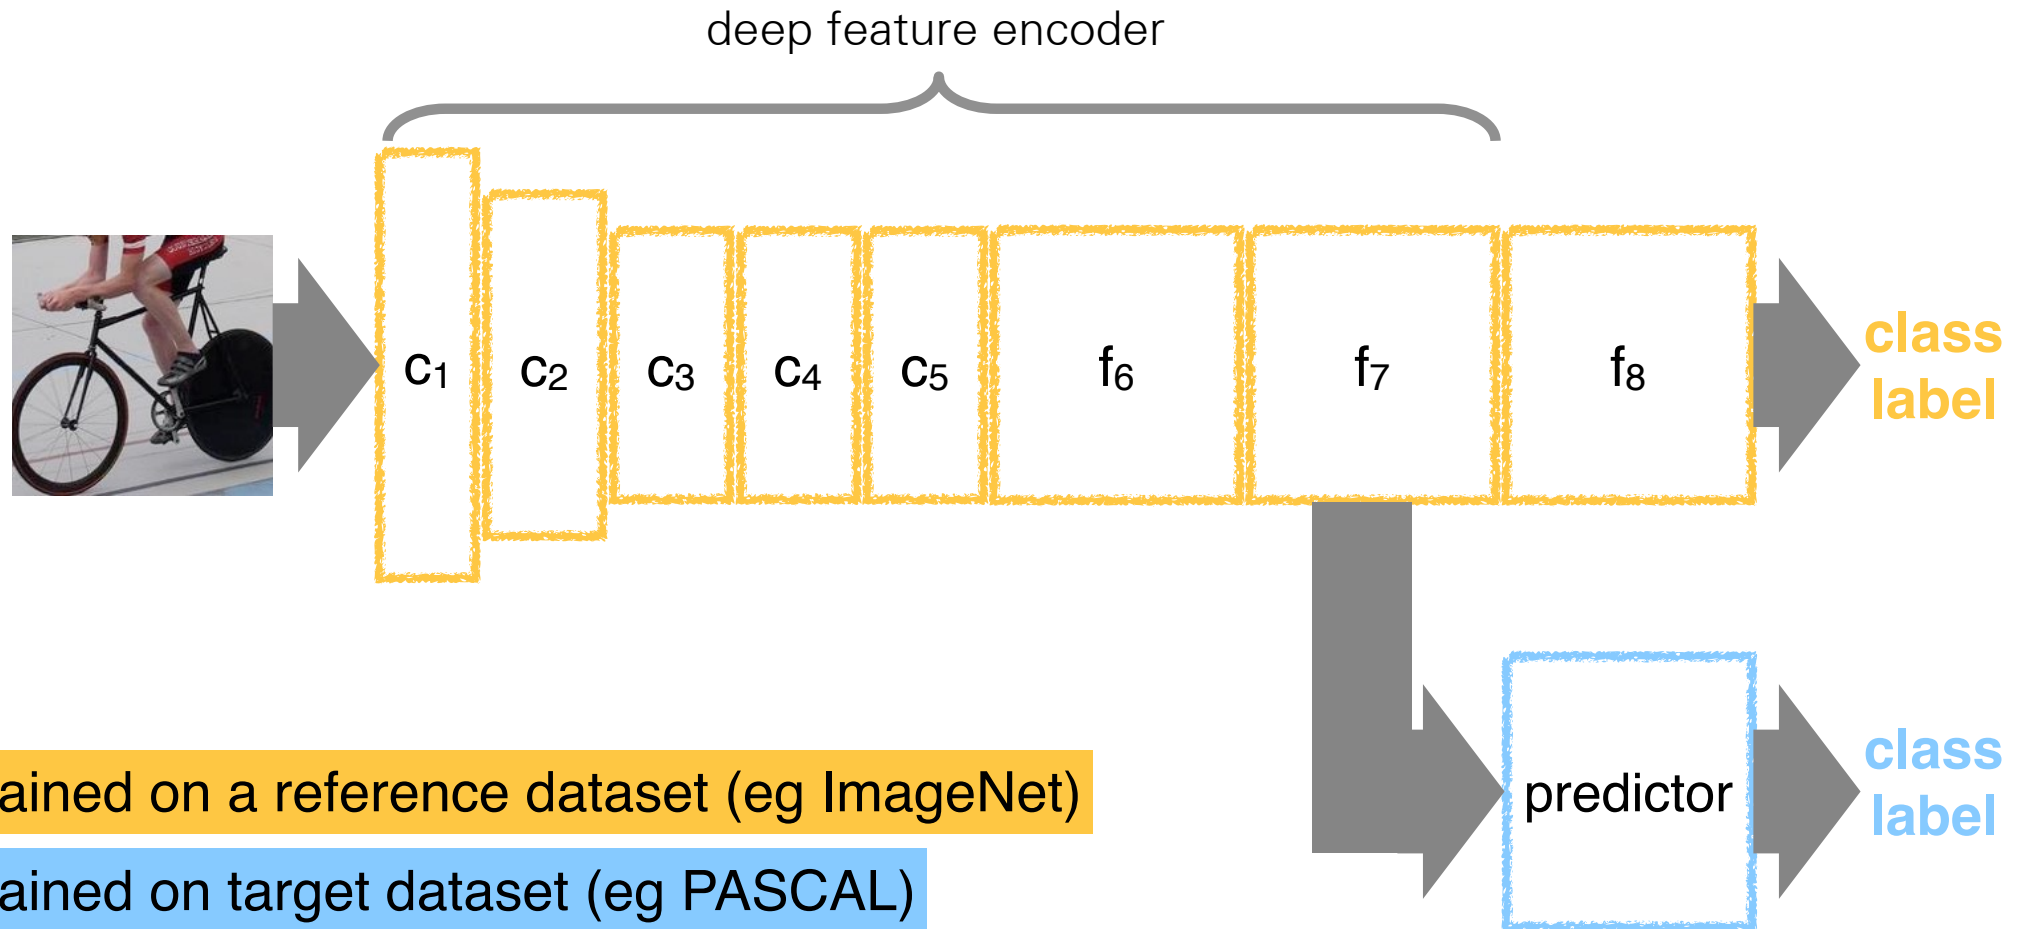 deep feature encoder
c1 c2 c3 c4 c5 f6 f7 f8
class
label
predictor
class
label
ained on a reference dataset (eg ImageNet)
ained on target dataset (eg PASCAL)